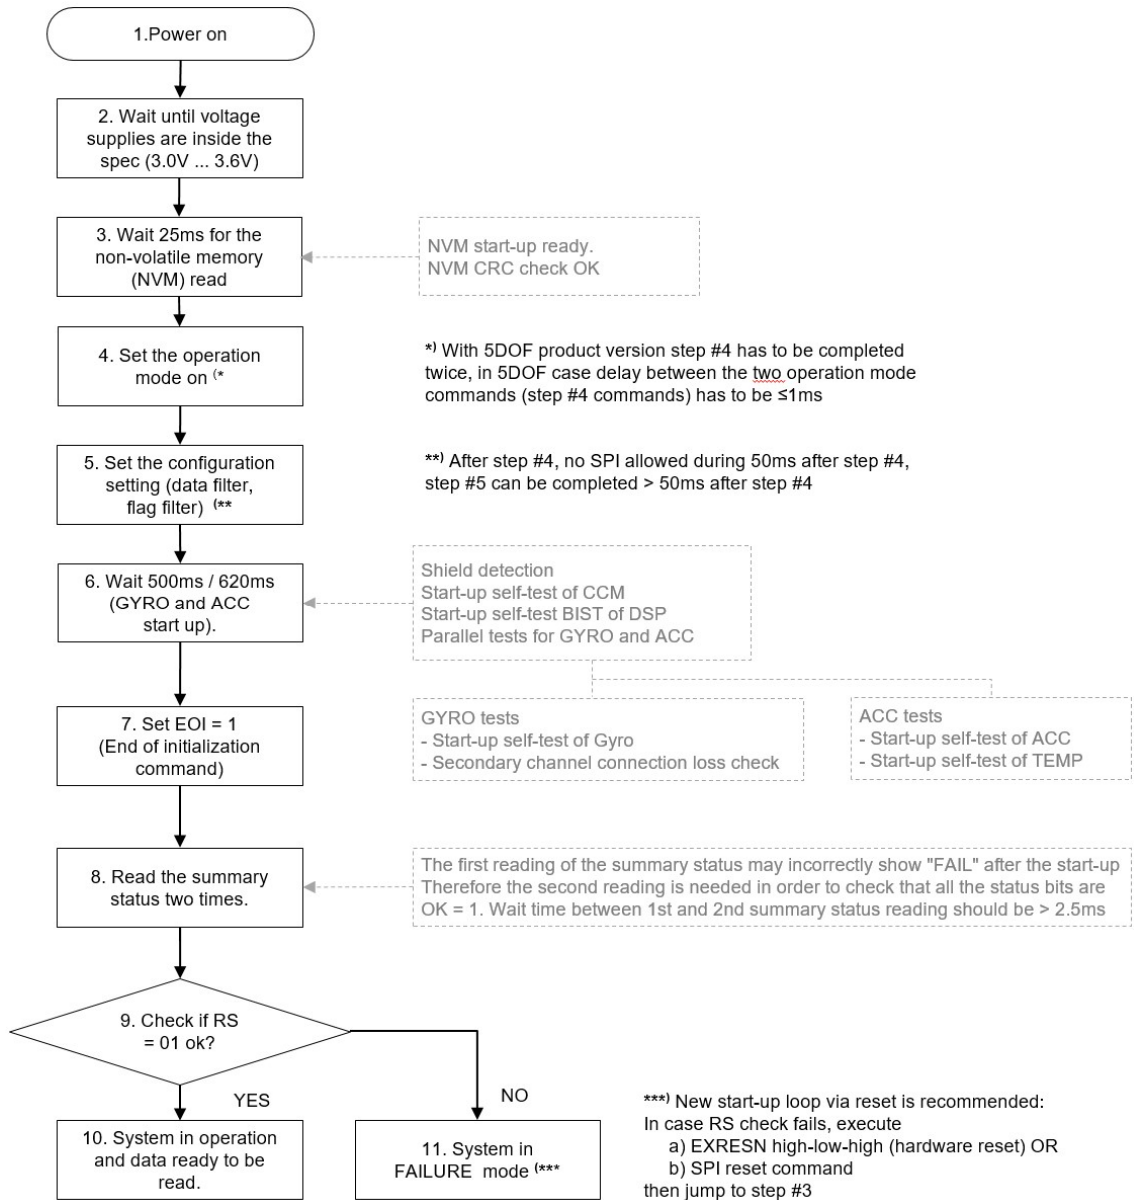 1.Power on
2. Wait until voltage
supplies are inside the
spec (3.0V ... 3.6V)
3. Wait 25ms for the
non-volatile memory
(NVM) read
NVM start-up ready.
NVM CRC check OK
4. Set the operation
mode on (*
*) With 5DOF product version step #4 has to be completed
twice, in 5DOF case delay between the two operation mode
commands (step #4 commands) has to be ≤1ms
5. Set the configuration
setting (data filter,
flag filter) (**
**) After step #4, no SPI allowed during 50ms after step #4,
step #5 can be completed > 50ms after step #4
6. Wait 500ms / 620ms
(GYRO and ACC
start up).
Shield detection
Start-up self-test of CCM
Start-up self-test BIST of DSP
Parallel tests for GYRO and ACC
GYRO tests
- Start-up self-test of Gyro
- Secondary channel connection loss check
ACC tests
- Start-up self-test of ACC
- Start-up self-test of TEMP
7. Set EOI = 1
(End of initialization
command)
8. Read the summary
status two times.
The first reading of the summary status may incorrectly show "FAIL" after the start-up
Therefore the second reading is needed in order to check that all the status bits are
OK = 1. Wait time between 1st and 2nd summary status reading should be > 2.5ms
9. Check if RS
= 01 ok?
YES
NO
10. System in operation
and data ready to be
read.
11. System in
FAILURE mode (***
***) New start-up loop via reset is recommended:
In case RS check fails, execute
a) EXRESN high-low-high (hardware reset) OR
b) SPI reset command
then jump to step #3